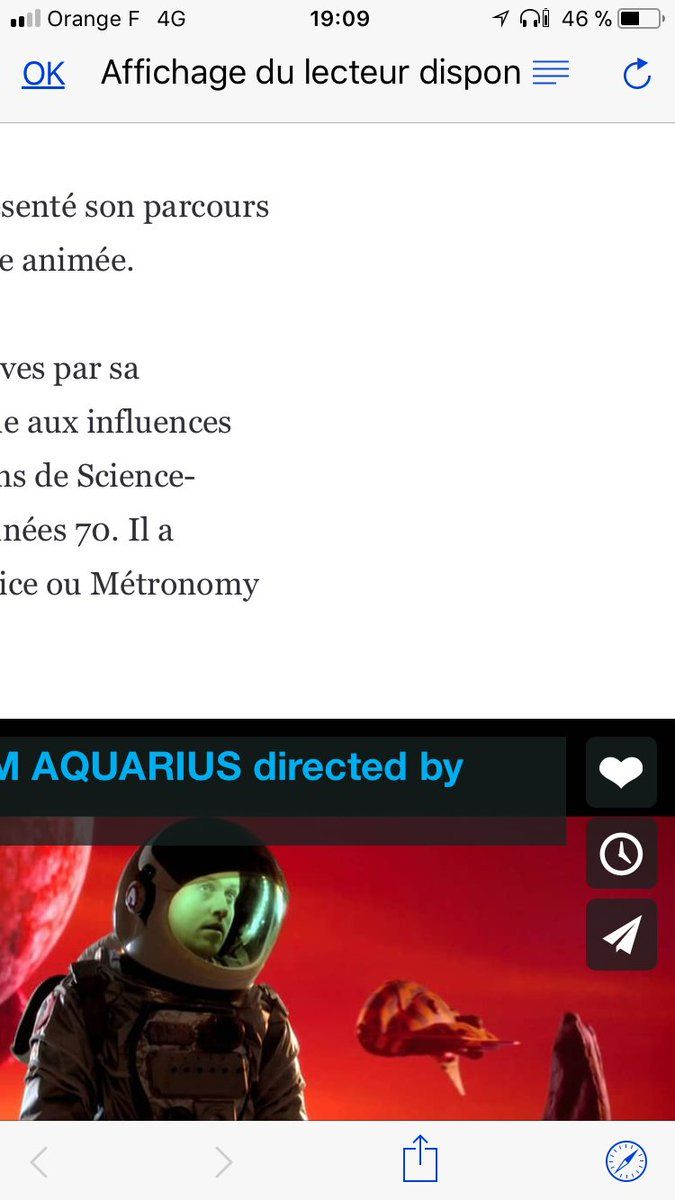 Orange F 4G 19:09 46 %
OK Affichage du lecteur dispon
senté son parcours
e animée.
ves par sa
e aux influences
ns de Science-
nées 70. Il a
ice ou Métronomy
M AQUARIUS directed by